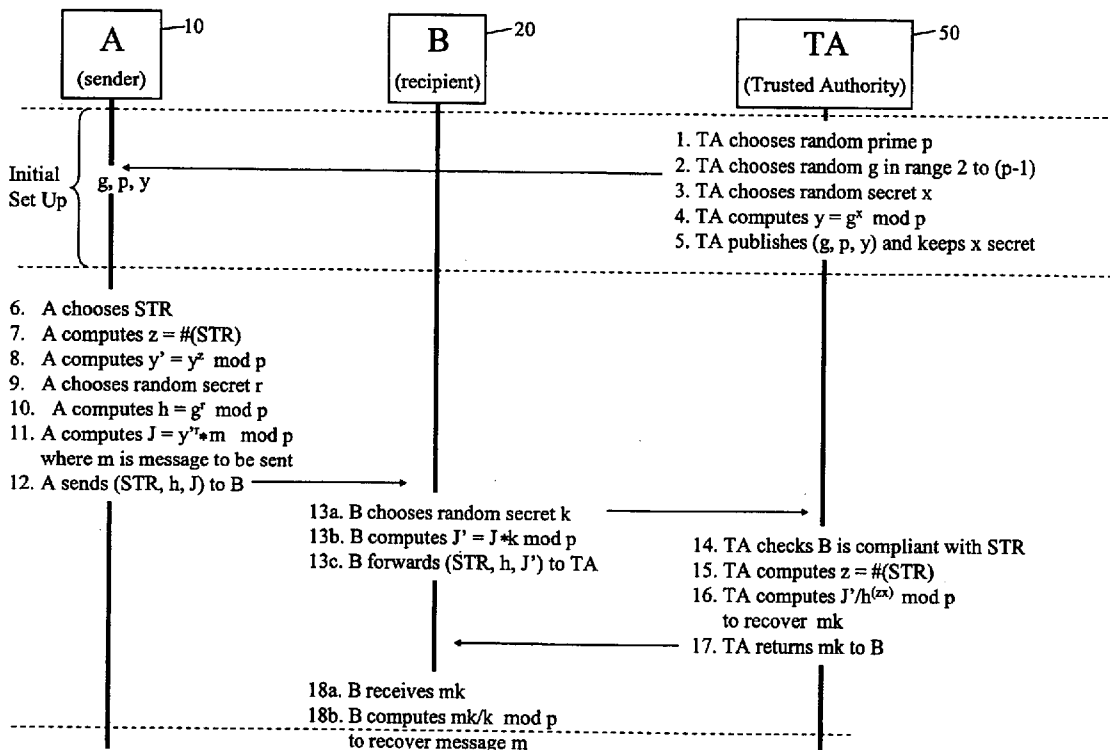 10
A
(sender)
20
B
(recipient)
50
TA
(Trusted Authority)
Initial
Set Up
g, p, y
1. TA chooses random prime p
2. TA chooses random g in range 2 to (p-1)
3. TA chooses random secret x
4. TA computes y = gˣ mod p
5. TA publishes (g, p, y) and keeps x secret
6. A chooses STR
7. A computes z = #(STR)
8. A computes y' = yᶻ mod p
9. A chooses random secret r
10. A computes h = gʳ mod p
11. A computes J = y'ʳ*m mod p
where m is message to be sent
12. A sends (STR, h, J) to B
13a. B chooses random secret k
13b. B computes J' = J*k mod p
13c. B forwards (STR, h, J') to TA
14. TA checks B is compliant with STR
15. TA computes z = #(STR)
16. TA computes J'/h⁽ᶻˣ⁾ mod p
to recover mk
17. TA returns mk to B
18a. B receives mk
18b. B computes mk/k mod p
to recover message m